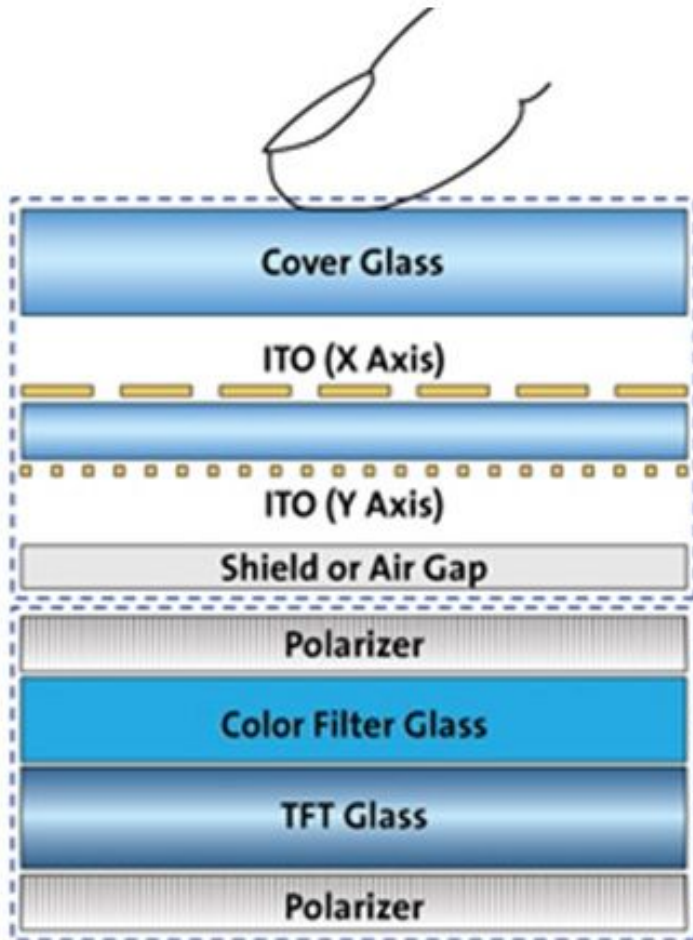 Cover Glass
ITO (X Axis)
ITO (Y Axis)
Shield or Air Gap
Polarizer
Color Filter Glass
TFT Glass
Polarizer